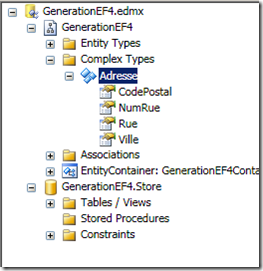 GenerationEF4.edmx
GenerationEF4
Entity Types
Complex Types
Adresse
CodePostal
NumRue
Rue
Ville
Associations
EntityContainer: GenerationEF4Conta
GenerationEF4.Store
Tables / Views
Stored Procedures
Constraints